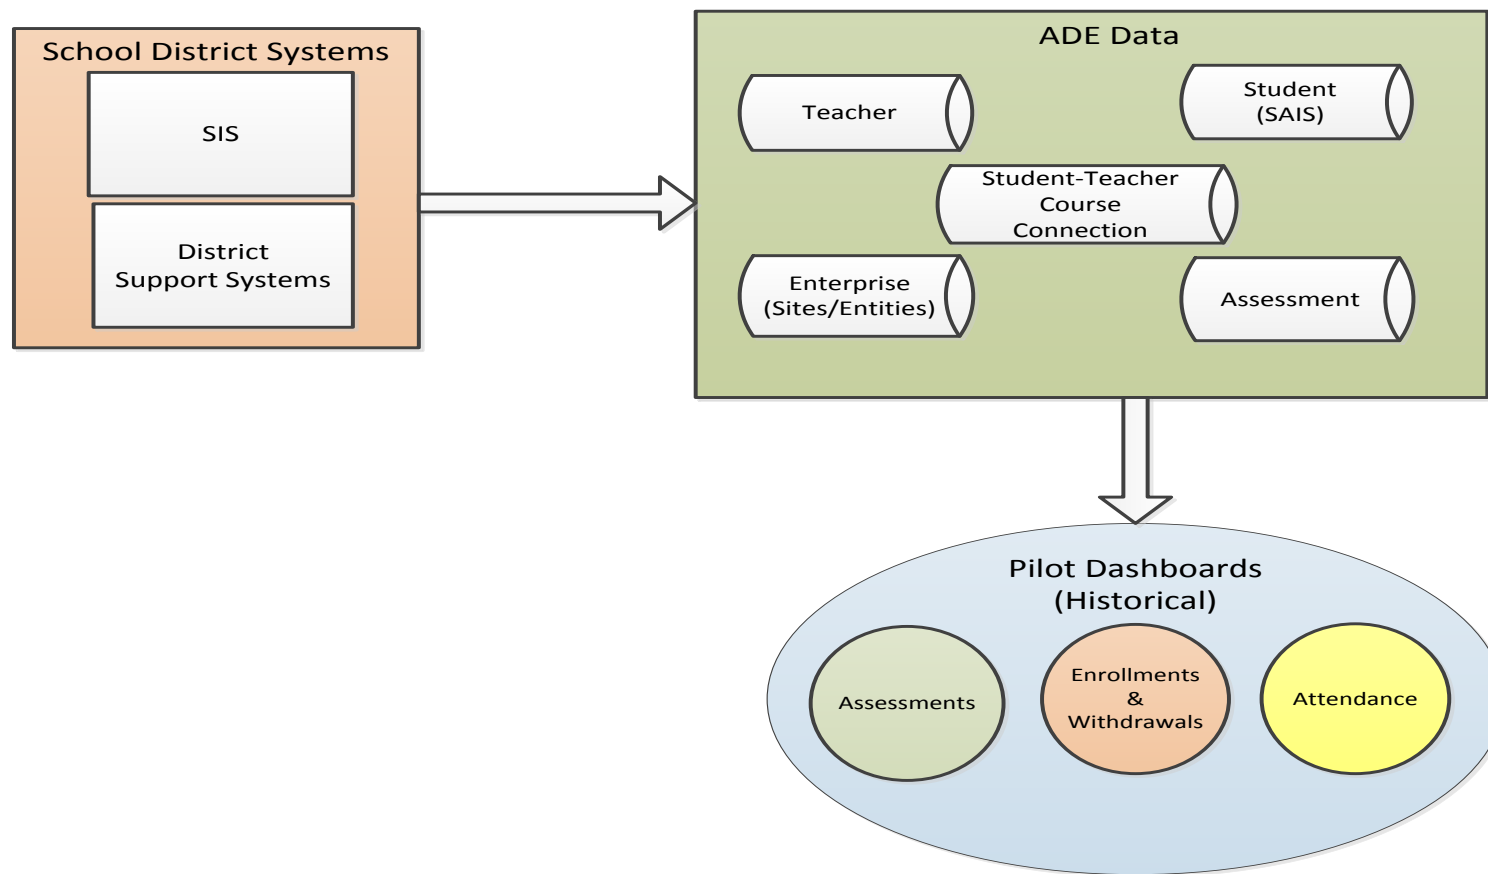 School District Systems
SIS
District
Support Systems
ADE Data
Teacher
Student
(SAIS)
Student-Teacher
Course
Connection
Enterprise
(Sites/Entities)
Assessment
Pilot Dashboards
(Historical)
Assessments
Enrollments
&
Withdrawals
Attendance